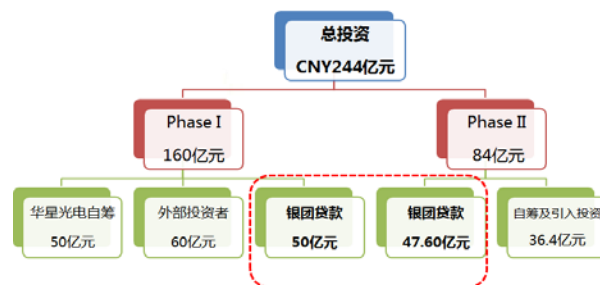 总投资
CNY244亿元
Phase I
160亿元
Phase II
84亿元
华星光电自筹
50亿元
外部投资者
60亿元
银团贷款
50亿元
银团贷款
47.60亿元
自筹及引入投资
36.4亿元